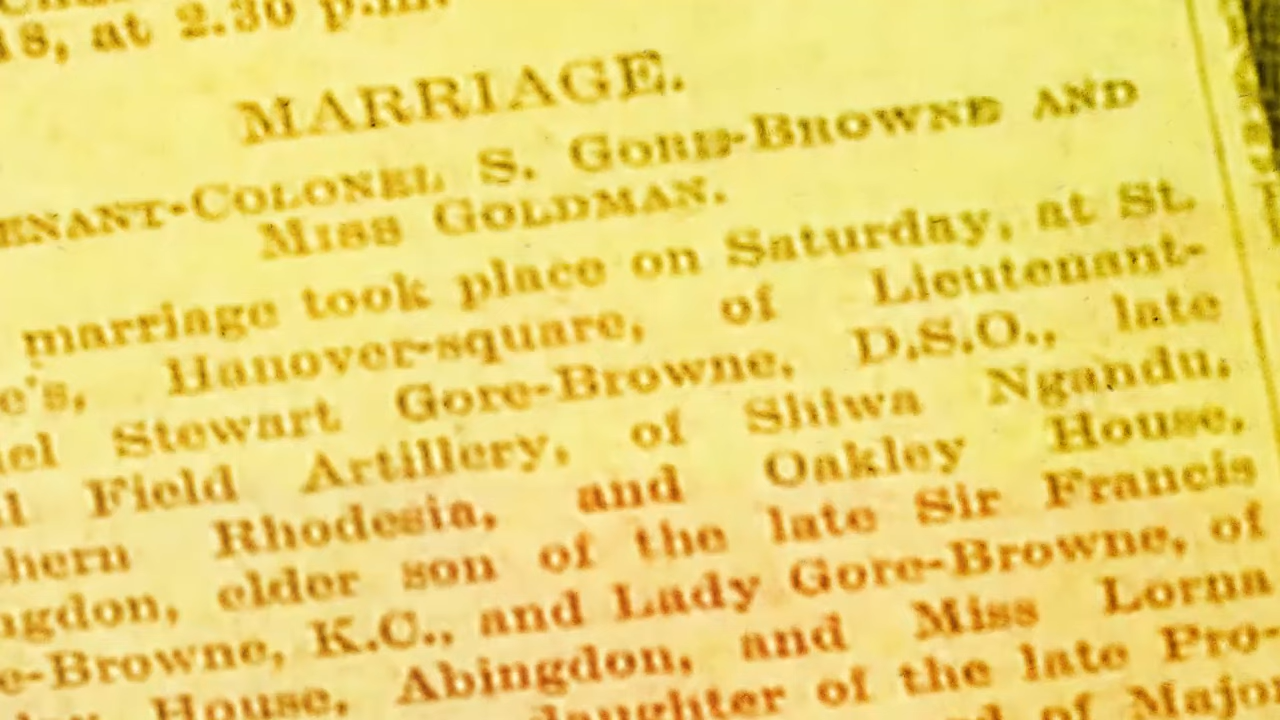 18, at 2.30 p.m.
MARRIAGE.
ENANT-COLONEL S. GORE-BROWNE AND
MISS GOLDMAN.
marriage took place on Saturday, at St.
e's, Hanover-square, of Lieutenant-
el Stewart Gore-Browne, D.S.O., late
l Field Artillery, of Shiwa Ngandu,
hern Rhodesia, and Oakley House,
ngdon, elder son of the late Sir Francis
e-Browne, K.C., and Lady Gore-Browne, of
House, Abingdon, and Miss Lorna
daughter of the late Pro-
of Major